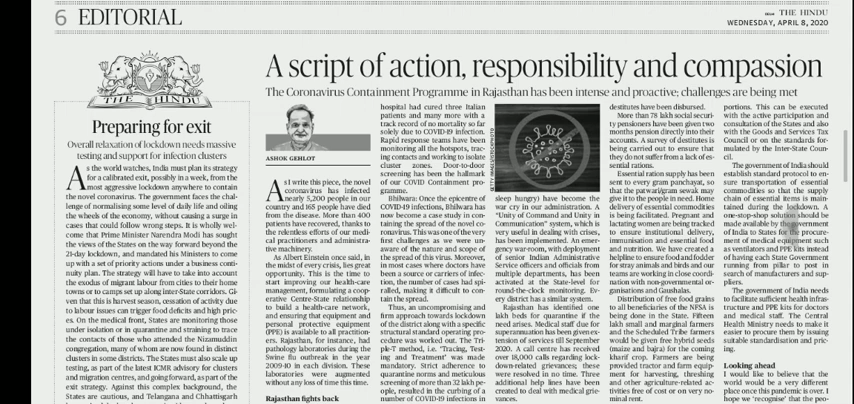 6 EDITORIAL
THE HINDU
WEDNESDAY, APRIL 8, 2020
THE HINDU
Preparing for exit
Overall relaxation of lockdown needs massive
testing and support for infection clusters
As the world watches, India must plan its strategy
for a calibrated exit, possibly in a week, from the
most aggressive lockdown anywhere to contain
the novel coronavirus. The government faces the chal-
lenge of normalising some level of daily life and oiling
the wheels of the economy, without causing a surge in
cases that could follow wrong steps. It is wholly wel-
come that Prime Minister Narendra Modi has sought
the views of the States on the way forward beyond the
21-day lockdown, and mandated his Ministers to come
up with a set of priority actions under a business conti-
nuity plan. The strategy will have to take into account
the exodus of migrant labour from cities to their home
towns or to camps set up along inter-State corridors. Gi-
ven that this is harvest season, cessation of activity due
to labour issues can trigger food deficits and high pric-
es. On the medical front, States are monitoring those
under isolation or in quarantine and straining to trace
the contacts of those who attended the Nizamuddin
congregation, many of whom are now found in distinct
clusters in some districts. The States must also scale up
testing, as part of the latest ICMR advisory for clusters
and migration centres, and going forward, as part of the
exit strategy. Against this complex background, the
States are cautious, and Telangana and Chhattisgarh
A script of action, responsibility and compassion
The Coronavirus Containment Programme in Rajasthan has been intense and proactive; challenges are being met
ASHOK GEHLOT
As I write this piece, the novel
coronavirus has infected
nearly 5,200 people in our
country and 165 people have died
from the disease. More than 400
patients have recovered, thanks to
the relentless efforts of our medi-
cal practitioners and administra-
tive machinery.
As Albert Einstein once said, in
the midst of every crisis, lies great
opportunity. This is the time to
start improving our health-care
management, formulating a coop-
erative Centre-State relationship
to build a health-care network,
and ensuring that equipment and
personal protective equipment
(PPE) is available to all practition-
ers. Rajasthan, for instance, had
pathology laboratories during the
Swine flu outbreak in the year
2009-10 in each division. These
laboratories were augmented
without any loss of time this time.
Rajasthan fights back
hospital had cured three Italian
patients and many more with a
track record of no mortality so far
solely due to COVID-19 infection.
Rapid response teams have been
monitoring all the hotspots, trac-
ing contacts and working to isolate
cluster zones. Door-to-door
screening has been the hallmark
of our COVID Containment pro-
gramme.
Bhilwara: Once the epicentre of
COVID-19 infections, Bhilwara has
now become a case study in con-
taining the spread of the novel co-
ronavirus. This was one of the very
first challenges as we were una-
ware of the nature and scope of
the spread of this virus. Moreover,
in most cases where doctors have
been a source or carriers of infec-
tion, the number of cases had spi-
ralled, making it difficult to con-
tain the spread.
Thus, an uncompromising and
firm approach towards lockdown
of the district along with a specific
structural standard operating pro-
cedure was worked out. The Tri-
ple-T method, i.e. 'Tracing, Test-
ing and Treatment' was made
mandatory. Strict adherence to
quarantine norms and meticulous
screening of more than 32 lakh pe-
ople, resulted in the curbing of a
number of COVID-19 infections in
GETTY IMAGES/ISTOCKPHOTO
sleep hungry) have become the
war cry in our administration. A
"Unity of Command and Unity in
Communication" system, which is
very useful in dealing with crises,
has been implemented. An emer-
gency war-room, with deployment
of senior Indian Administrative
Service officers and officials from
multiple departments, has been
activated at the State-level for
round-the-clock monitoring. Ev-
ery district has a similar system.
Rajasthan has identified one
lakh beds for quarantine if the
need arises. Medical staff due for
superannuation has been given ex-
tension of services till September
2020. A call centre has received
over 18,000 calls regarding lock-
down-related grievances; these
were resolved in no time. Three
additional help lines have been
created to deal with medical grie-
vances.
destitutes have been disbursed.
More than 78 lakh social securi-
ty pensioners have been given two
months pension directly into their
accounts. A survey of destitutes is
being carried out to ensure that
they do not suffer from a lack of es-
sential rations.
Essential ration supply has been
sent to every gram panchayat, so
that the patwari/gram sewak may
give it to the people in need. Home
delivery of essential commodities
is being facilitated. Pregnant and
lactating women are being tracked
to ensure institutional delivery,
immunisation and essential food
and nutrition. We have created a
helpline to ensure food and fodder
for stray animals and birds and our
teams are working in close coordi-
nation with non-governmental or-
ganisations and Gaushalas.
Distribution of free food grains
to all beneficiaries of the NFSA is
being done in the State. Fifteen
lakh small and marginal farmers
and the Scheduled Tribe farmers
would be given free hybrid seeds
(maize and bajra) for the coming
kharif crop. Farmers are being
provided tractor and farm equip-
ment for harvesting, threshing
and other agriculture-related ac-
tivities free of cost or on very no-
minal rent.
portions. This can be executed
with the active participation and
consultation of the States and also
with the Goods and Services Tax
Council or on the standards for-
mulated by the Inter-State Coun-
cil.
The government of India should
establish standard protocol to en-
sure transportation of essential
commodities so that the supply
chain of essential items is main-
tained during the lockdown. A
one-stop-shop solution should be
made available by the government
of India to States for the procure-
ment of medical equipment such
as ventilators and PPE kits instead
of having each State Government
running from pillar to post in
search of manufacturers and sup-
pliers.
The government of India needs
to facilitate sufficient health infras-
tructure and PPE kits for doctors
and medical staff. The Central
Health Ministry needs to make it
easier to procure them by issuing
suitable standardisation and pric-
ing.
Looking ahead
I would like to believe that the
world would be a very different
place once this pandemic is over. I
hope we 'recognise' that the peo-